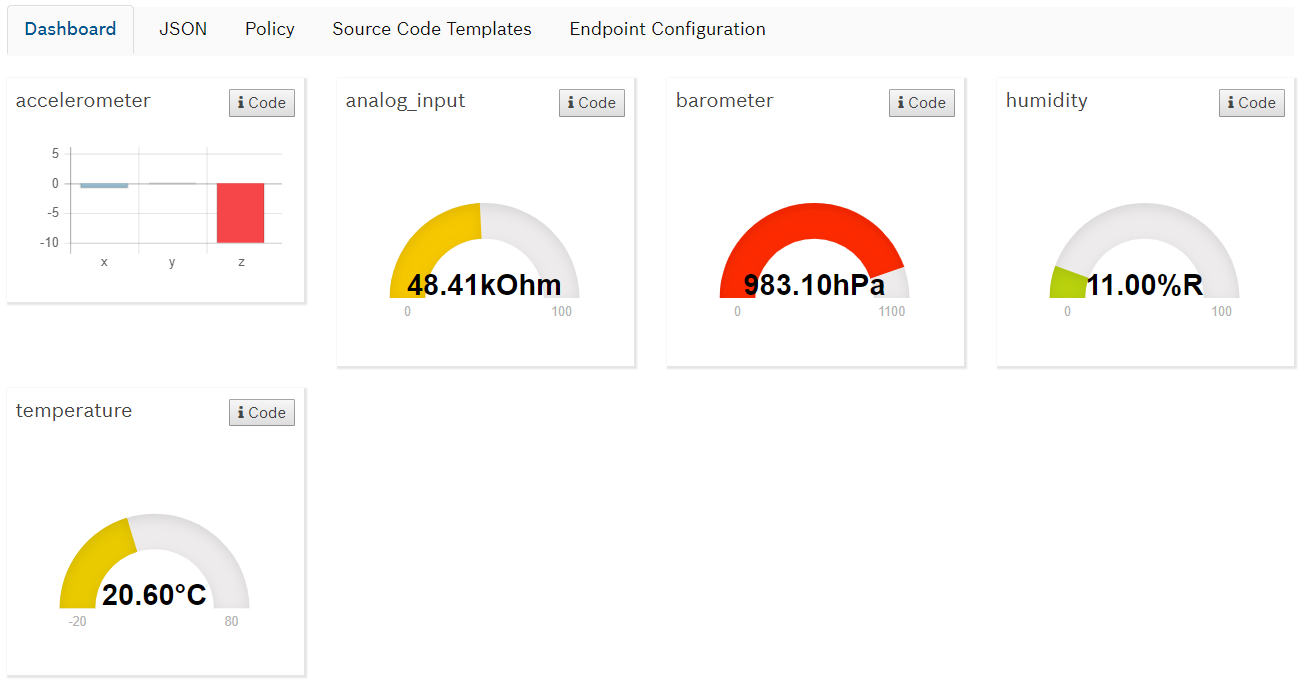 Dashboard JSON Policy Source Code Templates Endpoint Configuration
accelerometer
i Code
5
0
-5
-10
x y z
analog_input
i Code
48.41kOhm
0 100
barometer
i Code
983.10hPa
0 1100
humidity
i Code
11.00%R
0 100
temperature
i Code
20.60°C
-20 80